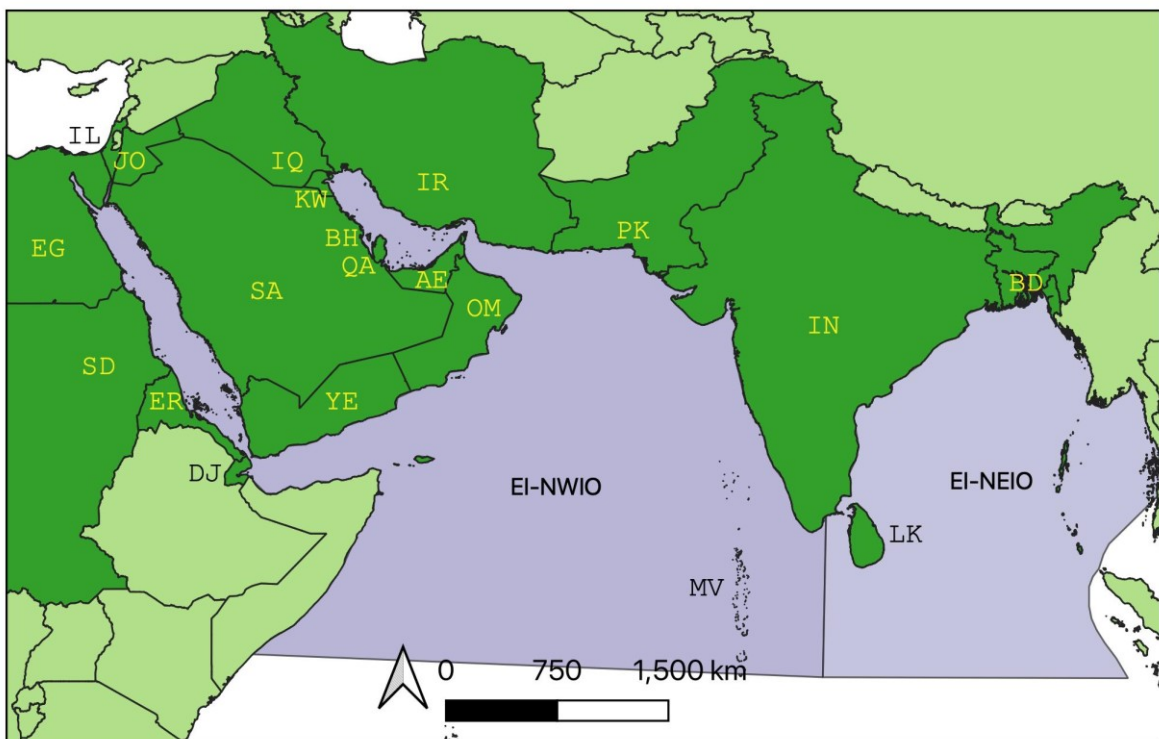 IL
JO
IQ
IR
KW
PK
BH
EG
QA
AE
BD
SA
OM
IN
SD
ER
YE
DJ
EI-NWIO
EI-NEIO
LK
MV
0 750 1,500 km